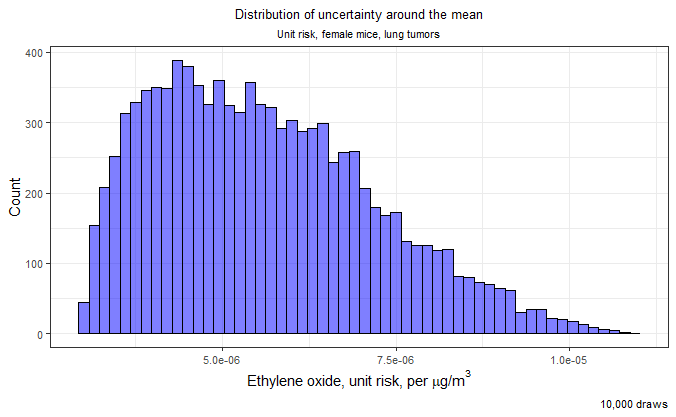 Distribution of uncertainty around the mean
Unit risk, female mice, lung tumors
400
300
200
100
0
Count
5.0e-06 7.5e-06 1.0e-05
Ethylene oxide, unit risk, per μg/m³
10,000 draws